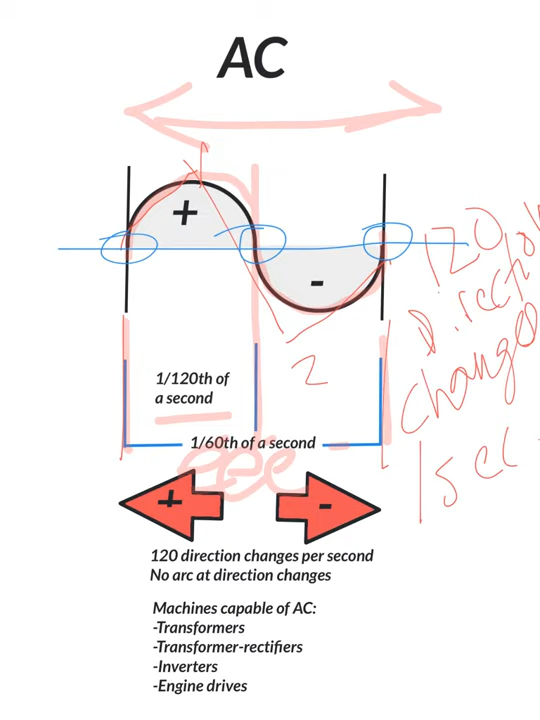 AC
+
-
1/120th of
a second
1/60th of a second
+
-
120 direction changes per second
No arc at direction changes
Machines capable of AC:
-Transformers
-Transformer-rectifiers
-Inverters
-Engine drives
1
2
120
Direction
Changes
/sec.